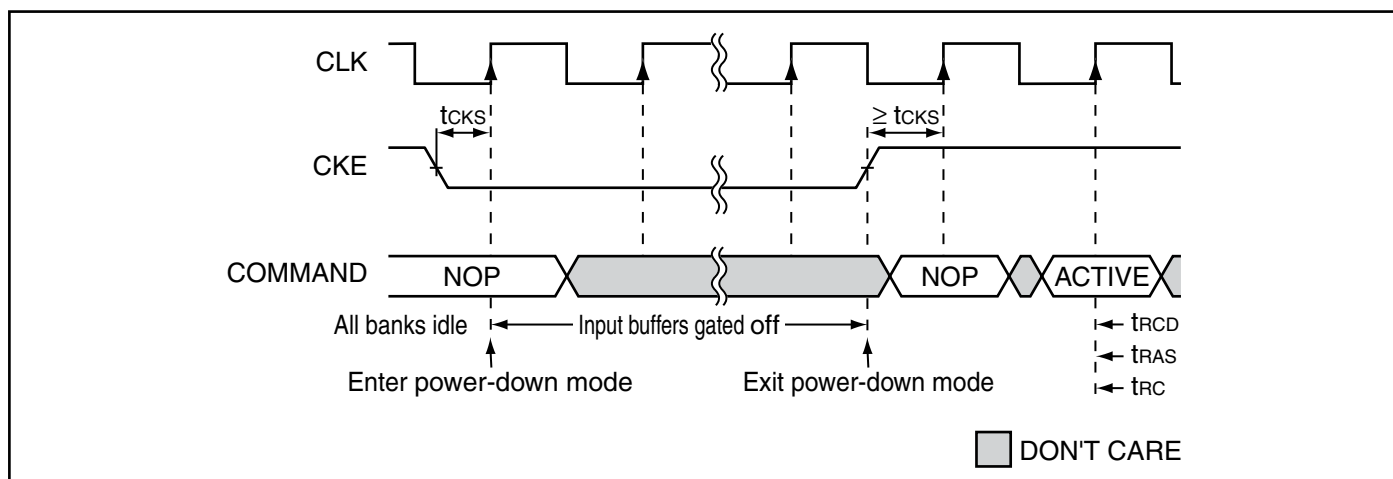 CLK
tCKS
≥ tCKS
CKE
COMMAND
NOP
NOP
ACTIVE
All banks idle
Input buffers gated off
tRCD
tRAS
tRC
Enter power-down mode
Exit power-down mode
DON'T CARE